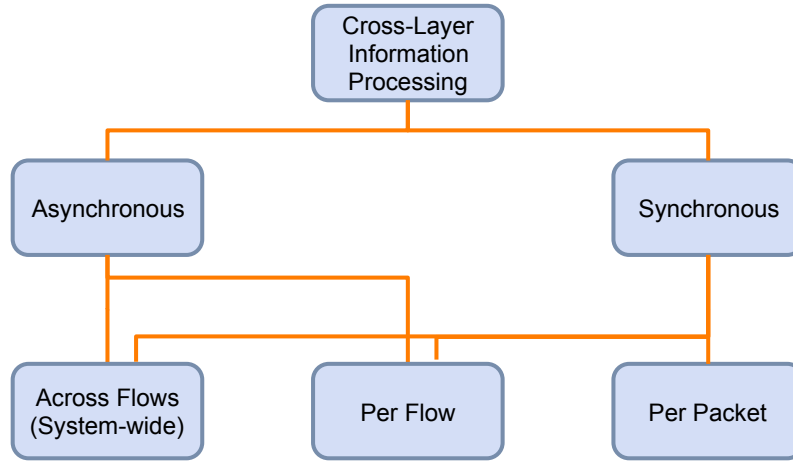 Cross-Layer
Information
Processing
Asynchronous
Synchronous
Across Flows
(System-wide)
Per Flow
Per Packet